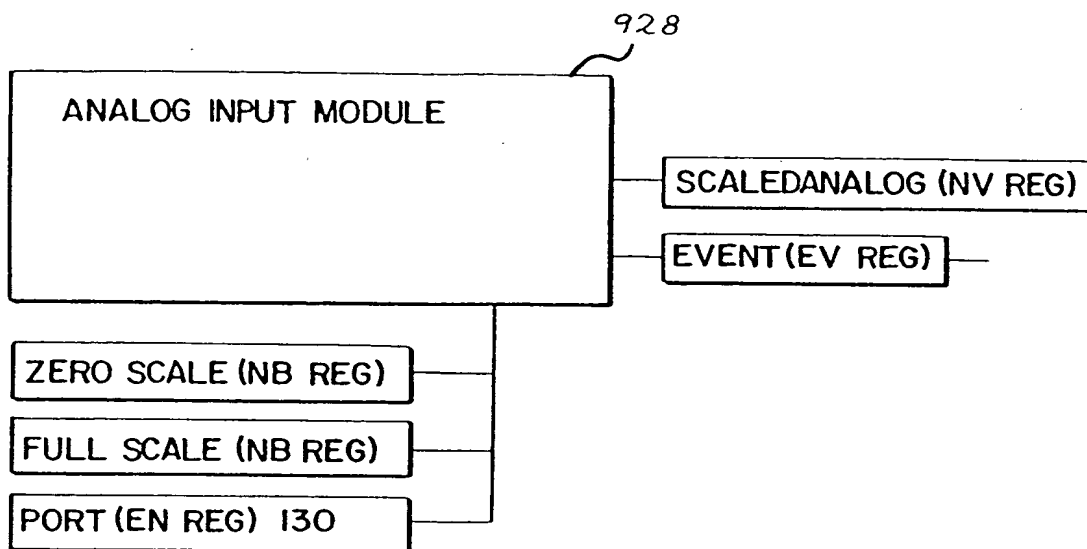 928
ANALOG INPUT MODULE
SCALEDANALOG (NV REG)
EVENT (EV REG)
ZERO SCALE (NB REG)
FULL SCALE (NB REG)
PORT (EN REG) 130